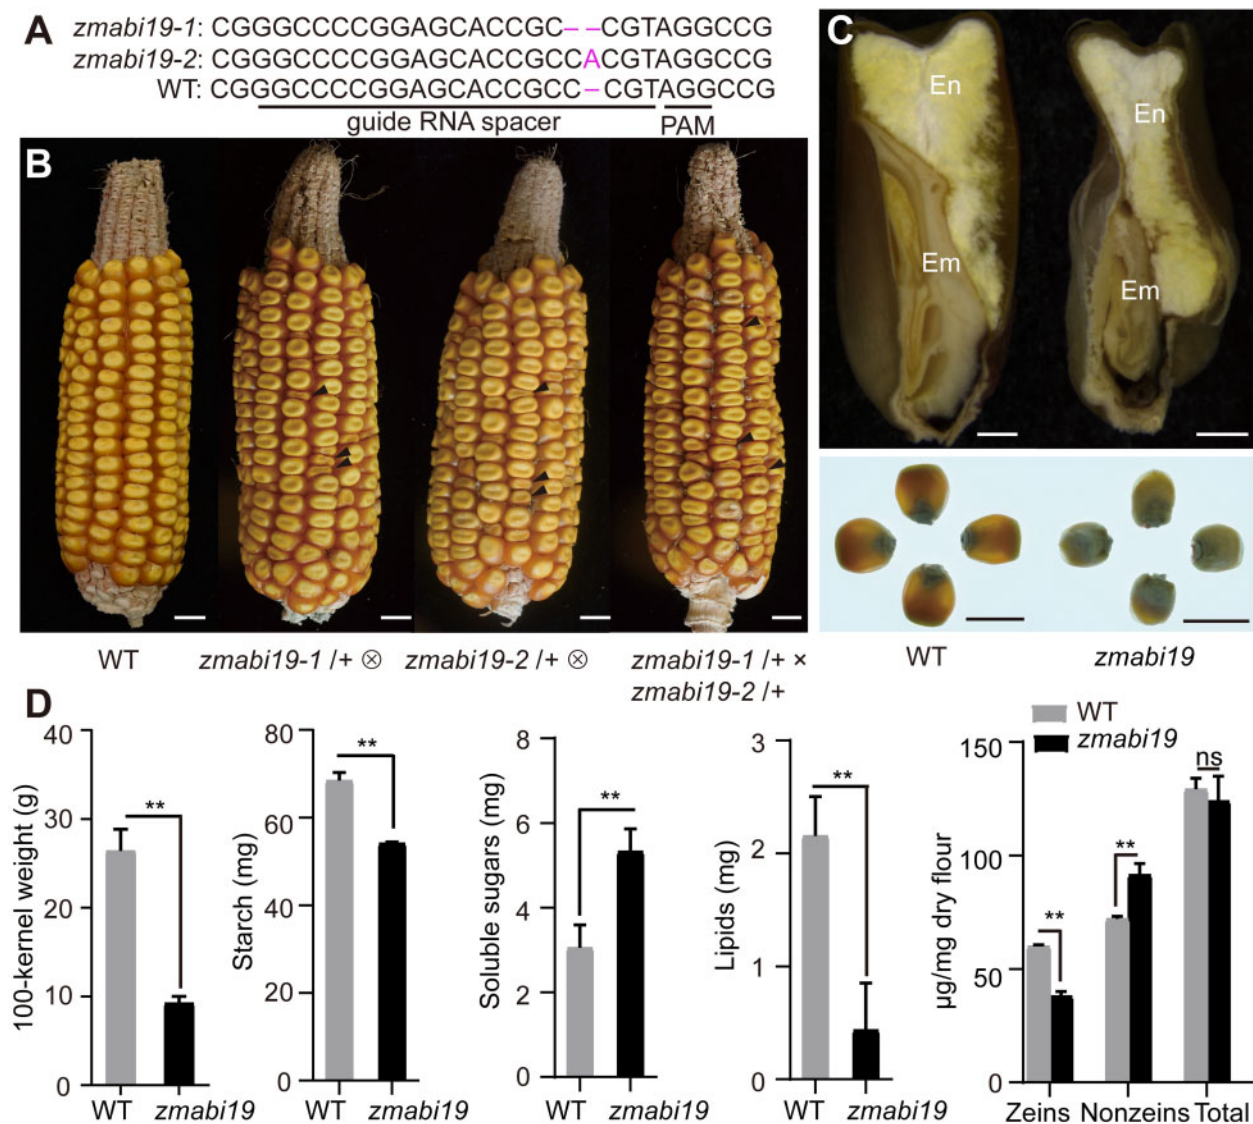 A
zmabi19-1: CGGGCCCCGGAGCACCGC– –CGTAGGCCG
zmabi19-2: CGGGCCCCGGAGCACCGCCACGTAGGCCG
WT: CGGGCCCCGGAGCACCGCC–CGTAGGCCG
guide RNA spacer
PAM
B
WT
zmabi19-1 /+ ⊗
zmabi19-2 /+ ⊗
zmabi19-1 /+ ×
zmabi19-2 /+
C
En
Em
En
Em
WT
zmabi19
D
100-kernel weight (g)
40
30
20
10
0
**
WT
zmabi19
Starch (mg)
80
60
40
20
0
**
WT
zmabi19
Soluble sugars (mg)
8
6
4
2
0
**
WT
zmabi19
Lipids (mg)
3
2
1
0
**
WT
zmabi19
WT
zmabi19
µg/mg dry flour
150
100
50
0
**
**
ns
Zeins
Nonzeins
Total